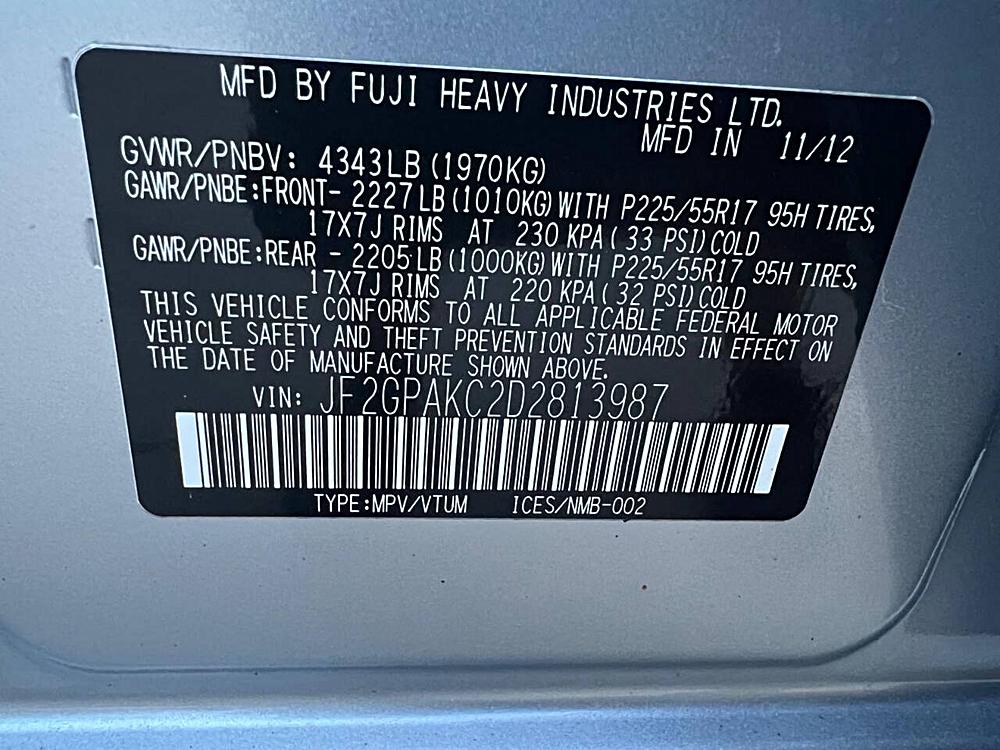 MFD BY FUJI HEAVY INDUSTRIES LTD.
MFD IN 11/12
GVWR/PNBV: 4343LB(1970KG)
GAWR/PNBE:FRONT- 2227LB(1010KG)WITH P225/55R17 95H TIRES,
17X7J RIMS AT 230 KPA( 33 PSI)COLD
GAWR/PNBE:REAR - 2205LB(1000KG)WITH P225/55R17 95H TIRES,
17X7J RIMS AT 220 KPA( 32 PSI)COLD
THIS VEHICLE CONFORMS TO ALL APPLICABLE FEDERAL MOTOR
VEHICLE SAFETY AND THEFT PREVENTION STANDARDS IN EFFECT ON
THE DATE OF MANUFACTURE SHOWN ABOVE.
VIN: JF2GPAKC2D2813987
TYPE:MPV/VTUM ICES/NMB-002